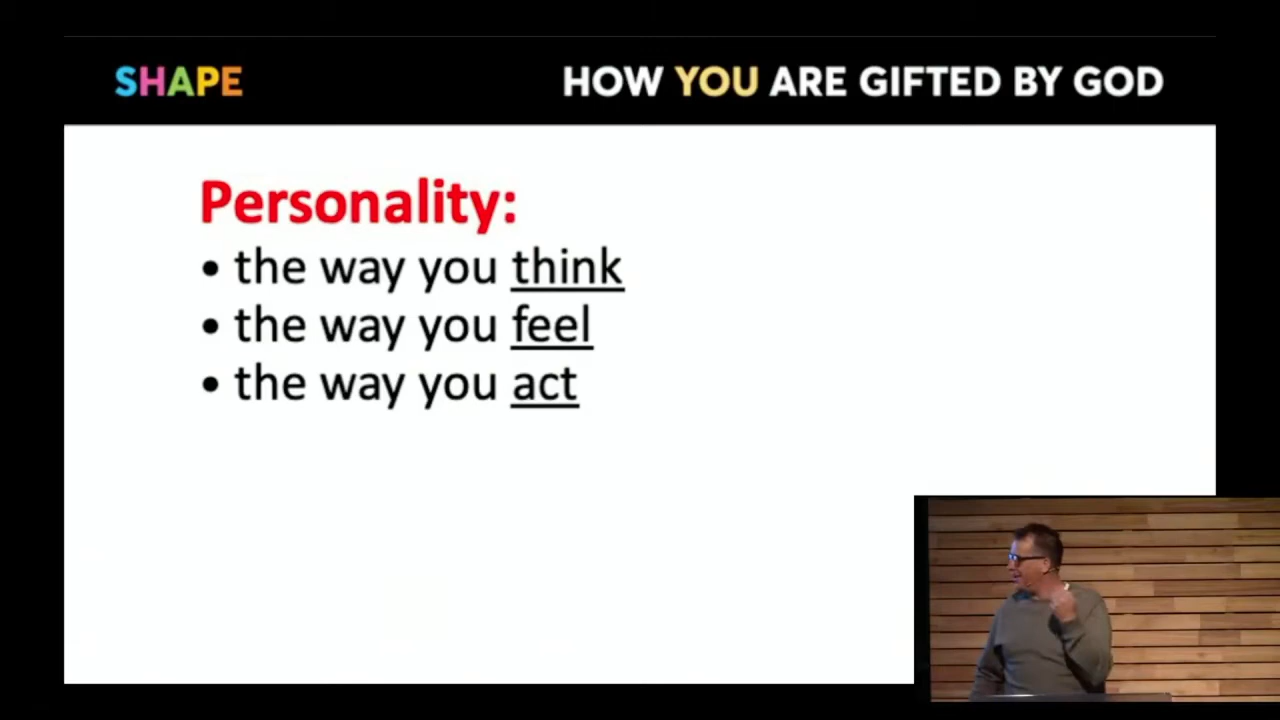 SHAPE
HOW YOU ARE GIFTED BY GOD
Personality:
• the way you think
• the way you feel
• the way you act